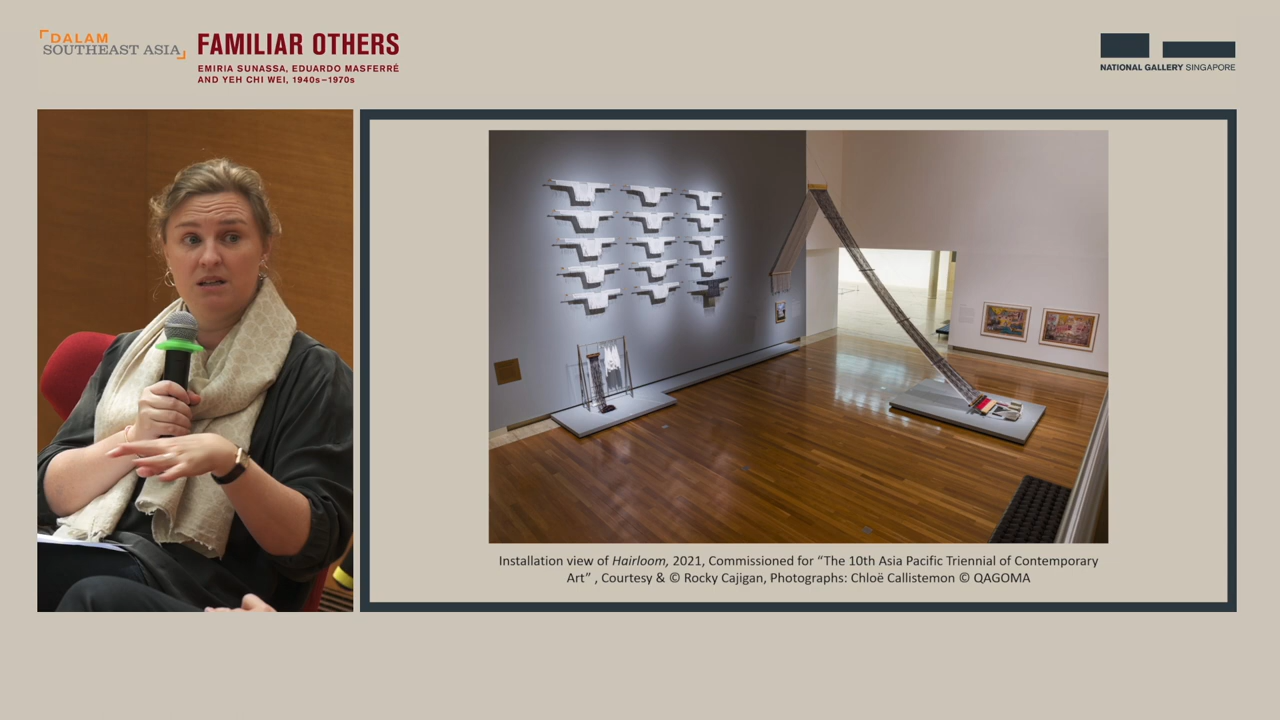 DALAM
SOUTHEAST ASIA
FAMILIAR OTHERS
EMIRIA SUNASSA, EDUARDO MASFERRÉ
AND YEH CHI WEI, 1940s–1970s
NATIONAL GALLERY SINGAPORE
Installation view of Hairloom, 2021, Commissioned for “The 10th Asia Pacific Triennial of Contemporary
Art” , Courtesy & © Rocky Cajigan, Photographs: Chloë Callistemon © QAGOMA